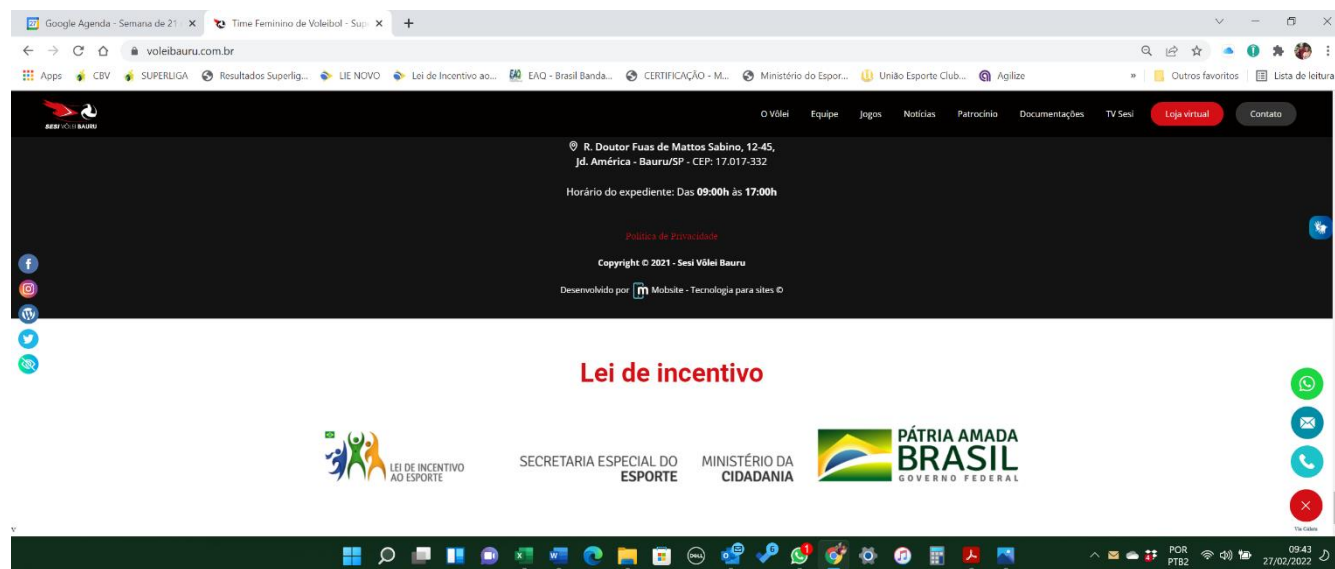 Google Agenda - Semana de 21
Time Feminino de Voleibol - Sup
voleibauru.com.br
Apps CBV SUPERLIGA Resultados Superlig... LIE NOVO Lei de Incentivo ao... EAQ - Brasil Banda... CERTIFICAÇÃO - M... Ministério do Espor... União Esporte Club... Agilize » Outros favoritos Lista de leitura
SESI VÔLEI BAURU
O Vôlei Equipe Jogos Notícias Patrocínio Documentações TV Sesi Loja virtual Contato
R. Doutor Fuas de Mattos Sabino, 12-45,
Jd. América - Bauru/SP - CEP: 17.017-332
Horário do expediente: Das 09:00h às 17:00h
Política de Privacidade
Copyright © 2021 - Sesi Vôlei Bauru
Desenvolvido por m Mobsite - Tecnologia para sites ©
Lei de incentivo
LEI DE INCENTIVO
AO ESPORTE
SECRETARIA ESPECIAL DO
ESPORTE
MINISTÉRIO DA
CIDADANIA
PÁTRIA AMADA
BRASIL
GOVERNO FEDERAL
POR
PTB2
09:43
27/02/2022